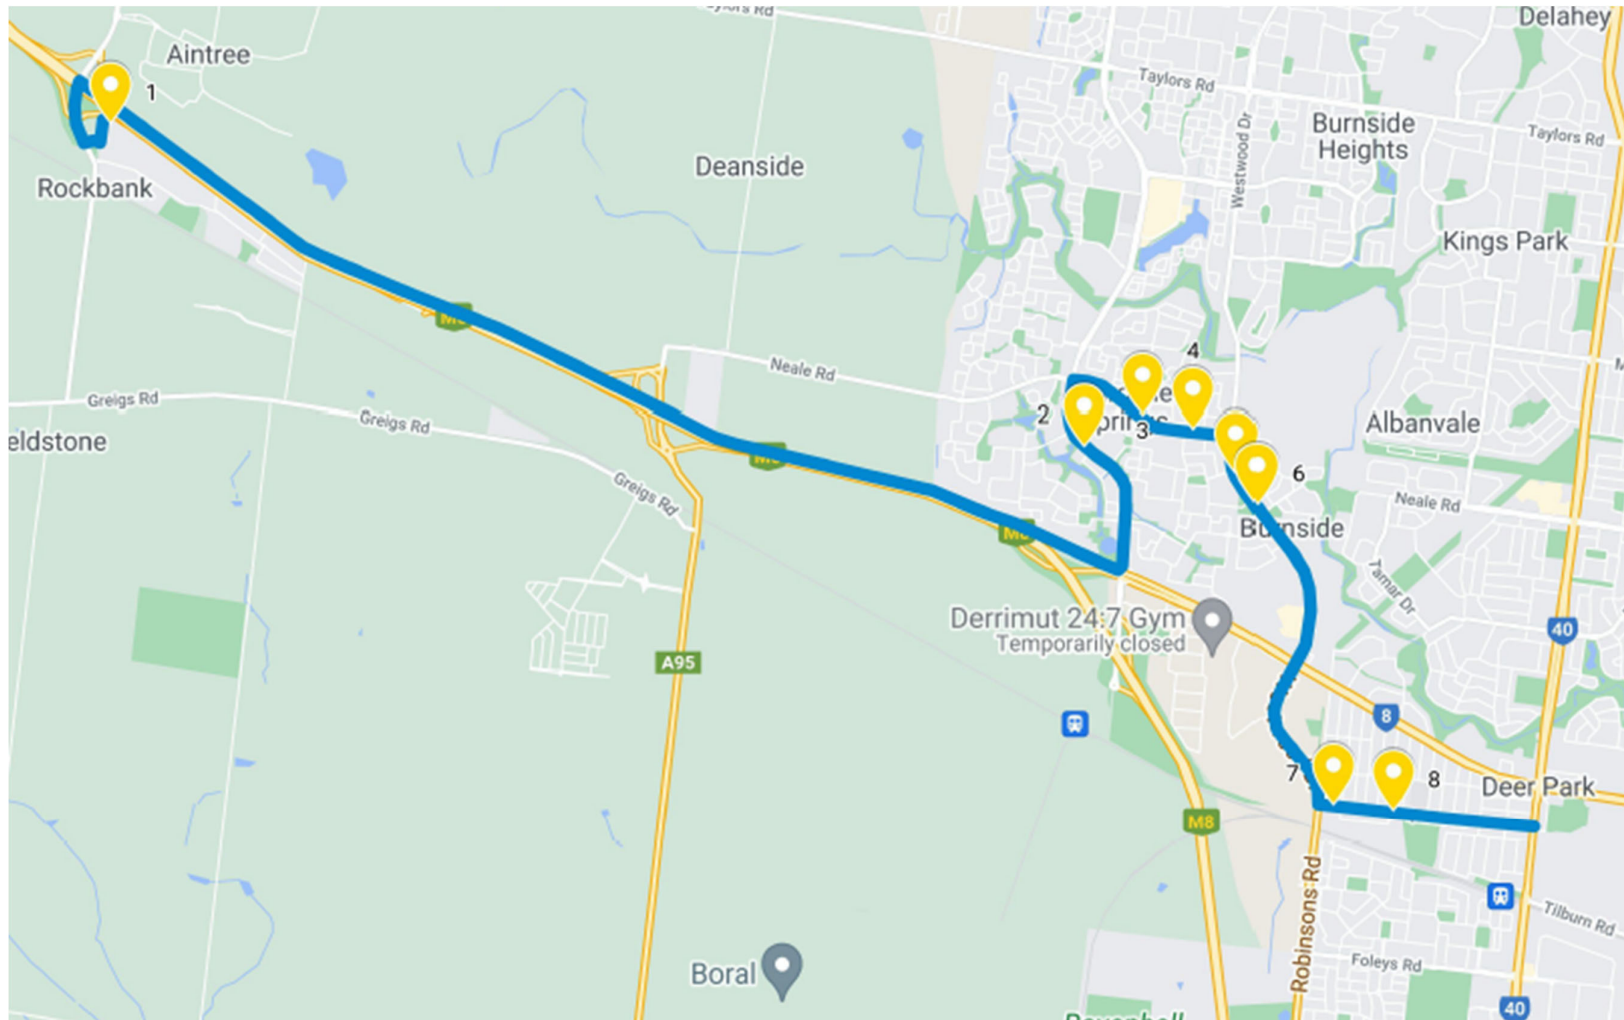 Delahey
Aintree
1
Taylors Rd
Burnside
Heights
Westwood Dr
Taylors Rd
Deanside
Rockbank
Kings Park
4
Neale Rd
Greigs Rd
Greigs Rd
eldstone
2
3
Albanvale
6
Greigs Rd
Neale Rd
Burnside
Tamar Dr
Derrimut 24:7 Gym
Temporarily closed
40
A95
8
7
8
Deer Park
M8
Robinsons Rd
Tilburn Rd
Foleys Rd
Boral
40